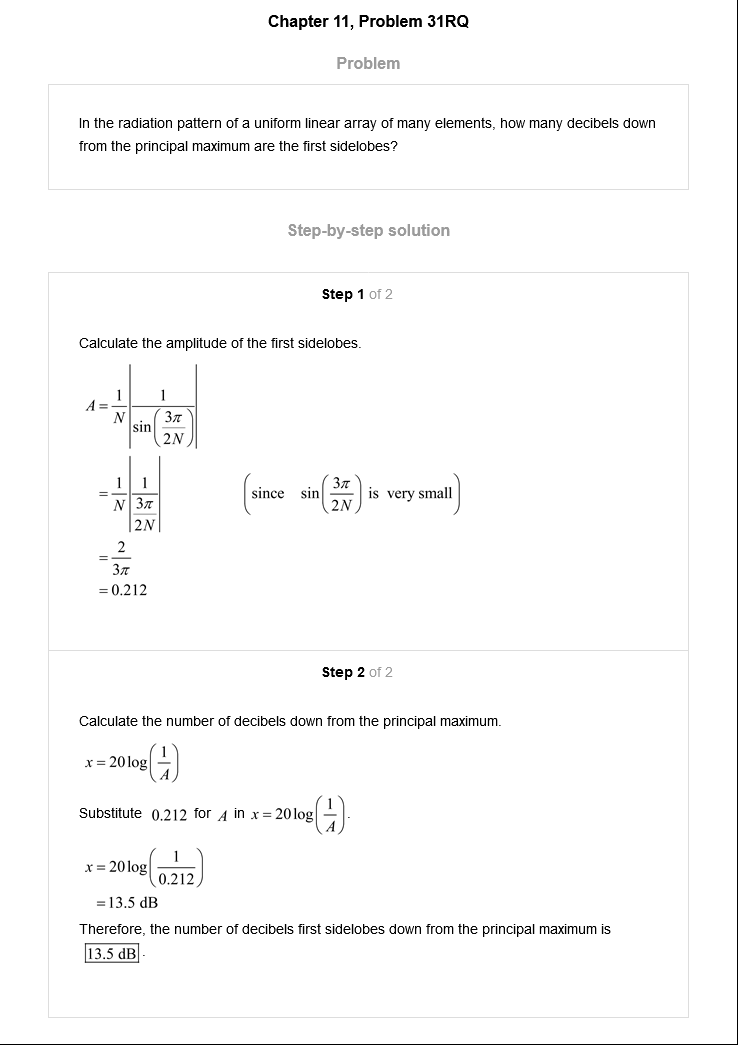 Chapter 11, Problem 31RQ
Problem
In the radiation pattern of a uniform linear array of many elements, how many decibels down
from the principal maximum are the first sidelobes?
Step-by-step solution
Step 1 of 2
Calculate the amplitude of the first sidelobes.
A = \frac{1}{N} \left| \frac{1}{\sin\left(\frac{3\pi}{2N}\right)} \right|
= \frac{1}{N} \left| \frac{1}{\frac{3\pi}{2N}} \right| \left( since sin\left(\frac{3\pi}{2N}\right) is very small \right)
= \frac{2}{3\pi}
= 0.212
Step 2 of 2
Calculate the number of decibels down from the principal maximum.
x = 20 log\left(\frac{1}{A}\right)
Substitute 0.212 for A in x = 20 log\left(\frac{1}{A}\right).
x = 20 log\left(\frac{1}{0.212}\right)
= 13.5 dB
Therefore, the number of decibels first sidelobes down from the principal maximum is
13.5 dB.